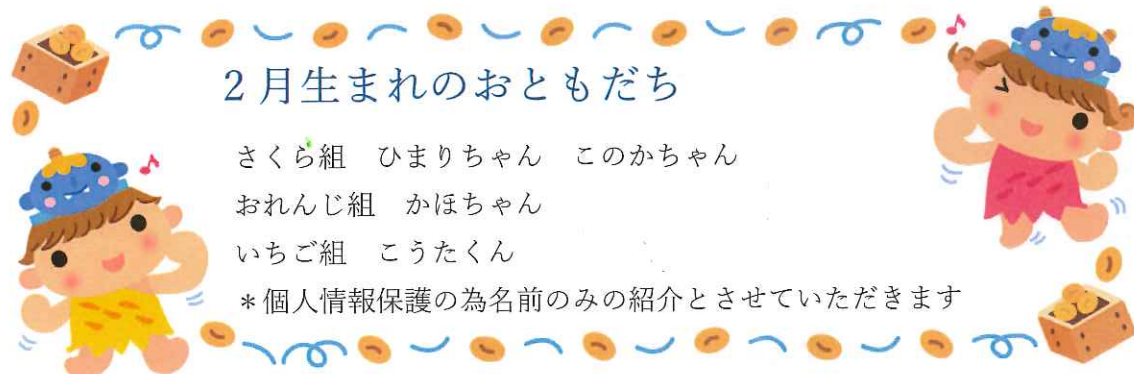 2月生まれのおともだち
さくら組　ひまりちゃん　このかちゃん
おれんじ組　かほちゃん
いちご組　こうたくん
＊個人情報保護の為名前のみの紹介とさせていただきます